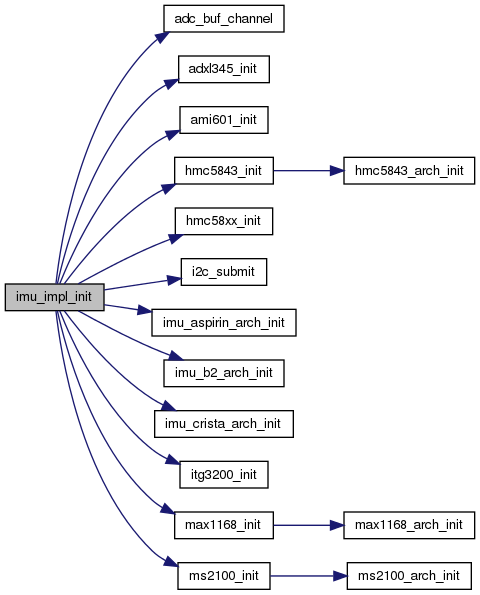 adc_buf_channel
adxl345_init
ami601_init
hmc5843_init
hmc5843_arch_init
hmc58xx_init
i2c_submit
imu_impl_init
imu_aspirin_arch_init
imu_b2_arch_init
imu_crista_arch_init
itg3200_init
max1168_init
max1168_arch_init
ms2100_init
ms2100_arch_init